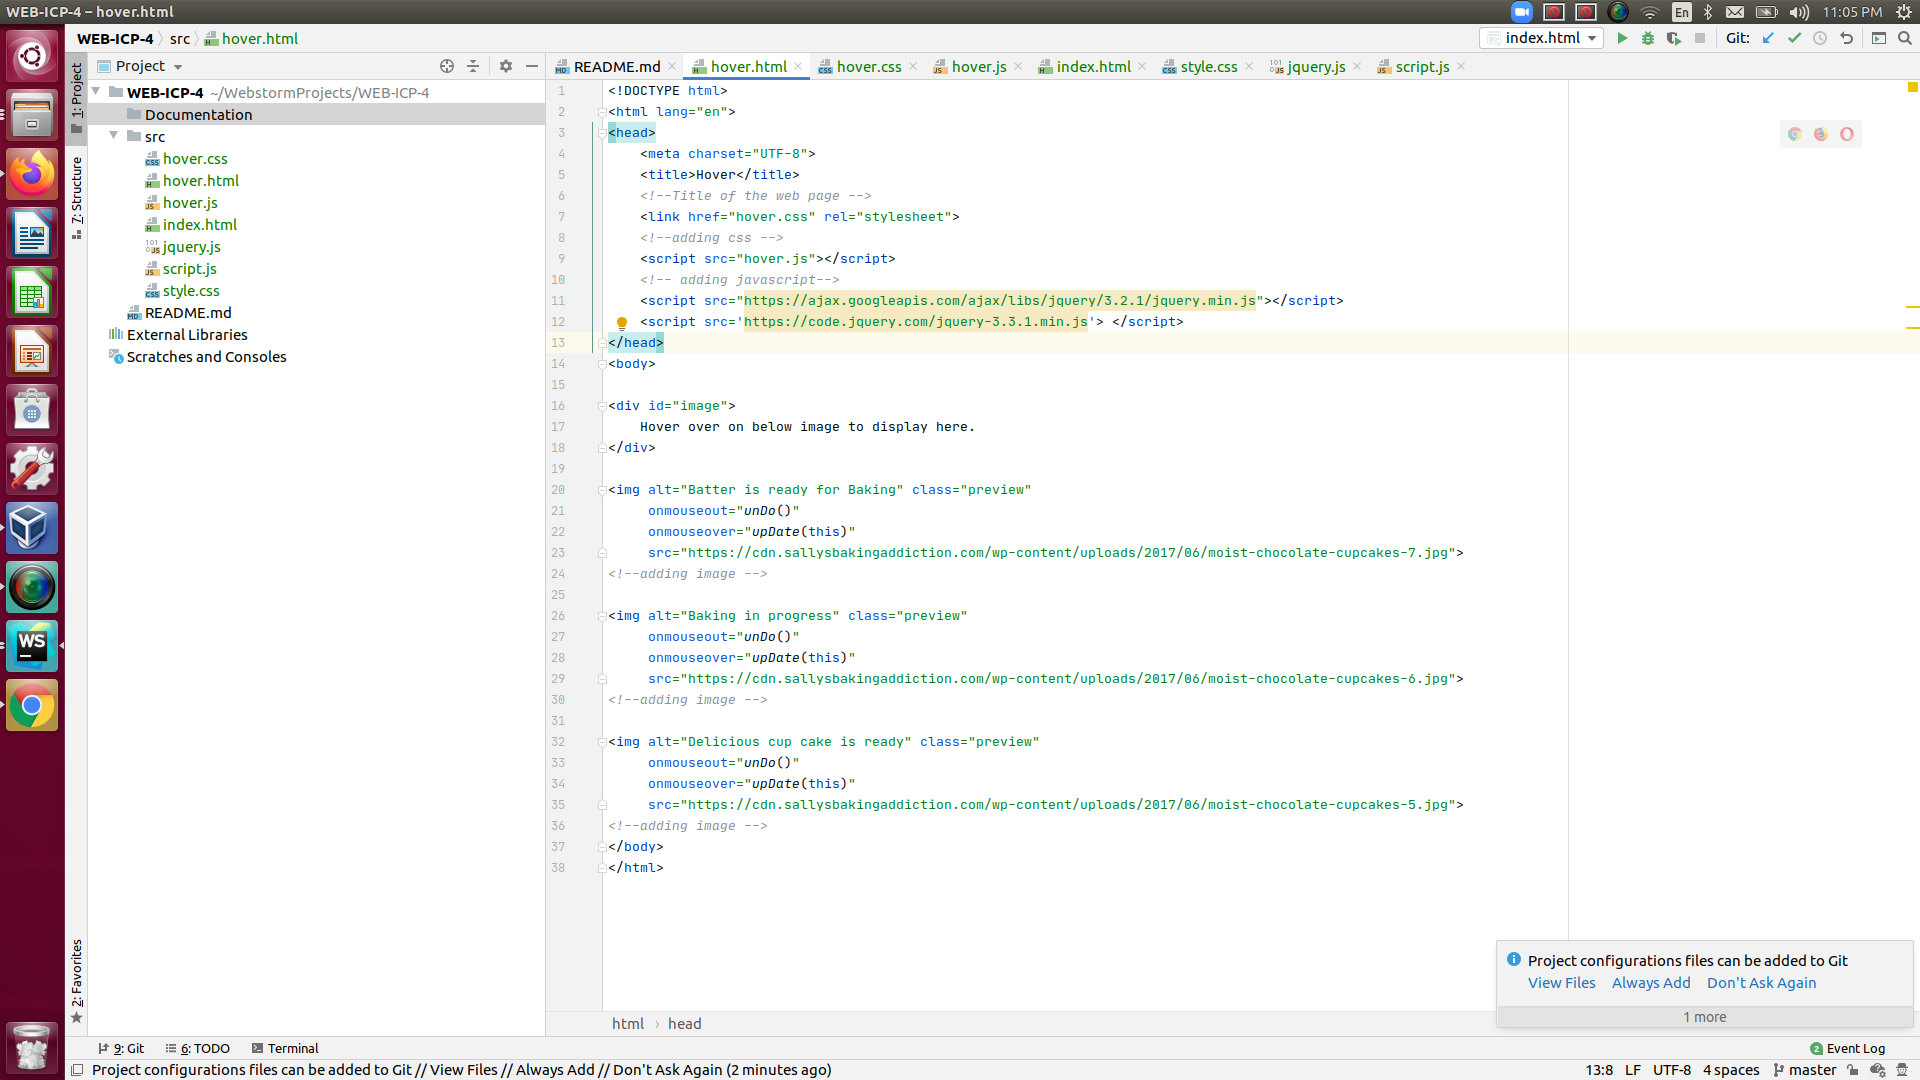 WEB-ICP-4 – hover.html
En
11:05 PM
WEB-ICP-4 src hover.html
index.html
Git:
Project
README.md
hover.html
hover.css
hover.js
index.html
style.css
jquery.js
script.js
1: Project
7: Structure
2: Favorites
WEB-ICP-4 ~/WebstormProjects/WEB-ICP-4
Documentation
src
hover.css
hover.html
hover.js
index.html
jquery.js
script.js
style.css
README.md
External Libraries
Scratches and Consoles
1 <!DOCTYPE html>
2 <html lang="en">
3 <head>
4 <meta charset="UTF-8">
5 <title>Hover</title>
6 <!--Title of the web page -->
7 <link href="hover.css" rel="stylesheet">
8 <!--adding css -->
9 <script src="hover.js"></script>
10 <!-- adding javascript-->
11 <script src="https://ajax.googleapis.com/ajax/libs/jquery/3.2.1/jquery.min.js"></script>
12 <script src='https://code.jquery.com/jquery-3.3.1.min.js'> </script>
13 </head>
14 <body>
15
16 <div id="image">
17 Hover over on below image to display here.
18 </div>
19
20 <img alt="Batter is ready for Baking" class="preview"
21 onmouseout="unDo()"
22 onmouseover="upDate(this)"
23 src="https://cdn.sallysbakingaddiction.com/wp-content/uploads/2017/06/moist-chocolate-cupcakes-7.jpg">
24 <!--adding image -->
25
26 <img alt="Baking in progress" class="preview"
27 onmouseout="unDo()"
28 onmouseover="upDate(this)"
29 src="https://cdn.sallysbakingaddiction.com/wp-content/uploads/2017/06/moist-chocolate-cupcakes-6.jpg">
30 <!--adding image -->
31
32 <img alt="Delicious cup cake is ready" class="preview"
33 onmouseout="unDo()"
34 onmouseover="upDate(this)"
35 src="https://cdn.sallysbakingaddiction.com/wp-content/uploads/2017/06/moist-chocolate-cupcakes-5.jpg">
36 <!--adding image -->
37 </body>
38 </html>
WS
Project configurations files can be added to Git
View Files Always Add Don't Ask Again
1 more
html › head
9: Git 6: TODO Terminal
2 Event Log
Project configurations files can be added to Git // View Files // Always Add // Don't Ask Again (2 minutes ago)
13:8 LF UTF-8 4 spaces master